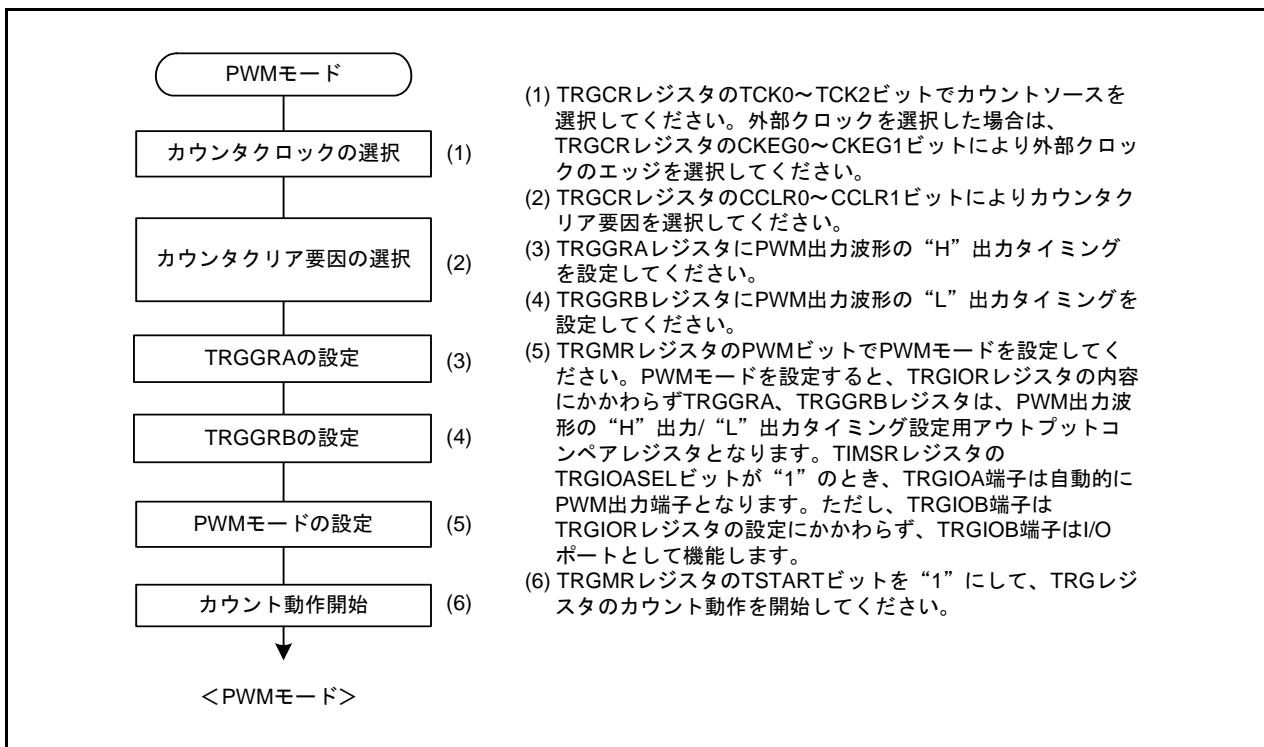 PWMモード
カウンタクロックの選択 (1)
カウンタクリア要因の選択 (2)
TRGGRAの設定 (3)
TRGGRBの設定 (4)
PWMモードの設定 (5)
カウント動作開始 (6)
＜PWMモード＞
(1) TRGCRレジスタのTCK0～TCK2ビットでカウントソースを
選択してください。外部クロックを選択した場合は、
TRGCRレジスタのCKEG0～CKEG1ビットにより外部クロッ
クのエッジを選択してください。
(2) TRGCRレジスタのCCLR0～CCLR1ビットによりカウンタク
リア要因を選択してください。
(3) TRGGRAレジスタにPWM出力波形の“H”出力タイミング
を設定してください。
(4) TRGGRBレジスタにPWM出力波形の“L”出力タイミングを
設定してください。
(5) TRGMRレジスタのPWMビットでPWMモードを設定してく
ださい。PWMモードを設定すると、TRGIORレジスタの内容
にかかわらずTRGGRA、TRGGRBレジスタは、PWM出力波
形の“H”出力/“L”出力タイミング設定用アウトプットコ
ンペアレジスタとなります。TIMSRレジスタの
TRGIOASELビットが“1”のとき、TRGIOA端子は自動的に
PWM出力端子となります。ただし、TRGIOB端子は
TRGIORレジスタの設定にかかわらず、TRGIOB端子はI/O
ポートとして機能します。
(6) TRGMRレジスタのTSTARTビットを“1”にして、TRGレジ
スタのカウント動作を開始してください。